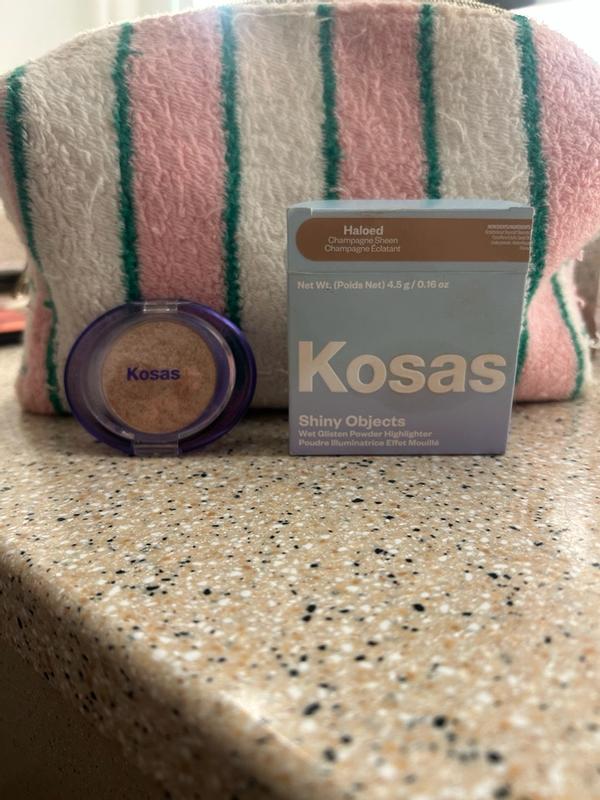 Haloed
Champagne Sheen
Champagne Éclatant
Net Wt. (Poids Net) 4.5 g / 0.16 oz
Kosas
Kosas
Shiny Objects
Wet Glisten Powder Highlighter
Poudre Illuminatrice Effet Mouillé